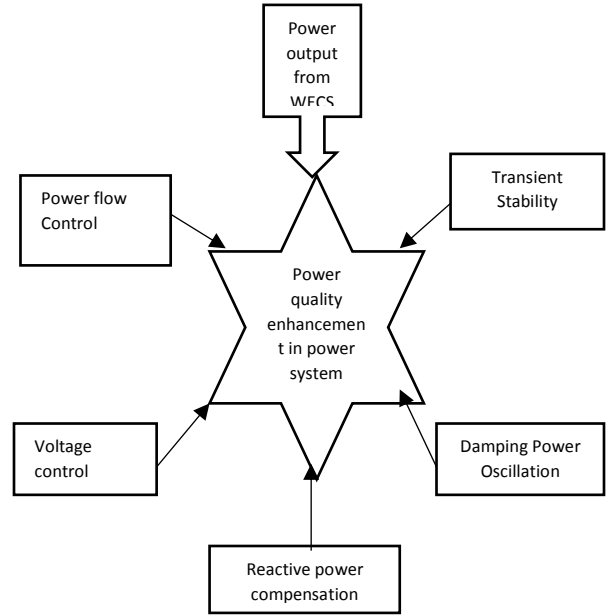 Power
output
from
WECS
Power flow
Control
Transient
Stability
Power
quality
enhancemen
t in power
system
Voltage
control
Damping Power
Oscillation
Reactive power
compensation